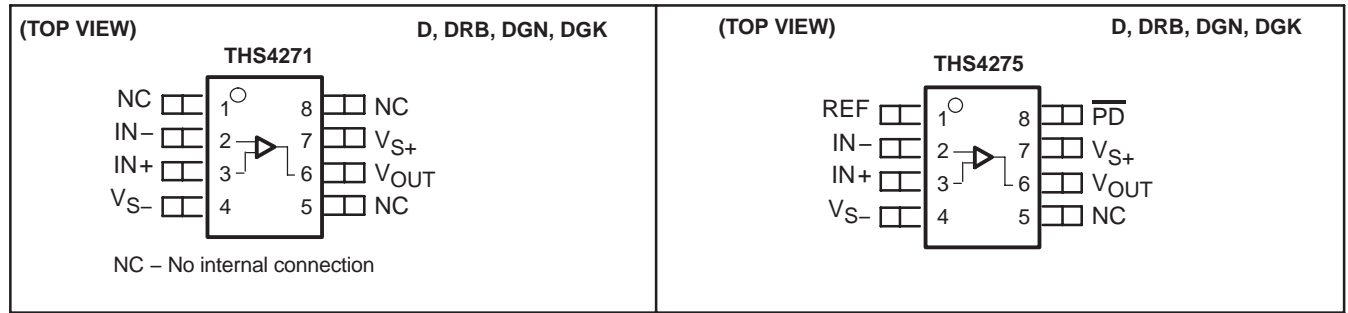 (TOP VIEW) D, DRB, DGN, DGK
THS4271
NC 1 8 NC
IN− 2 7 VS+
IN+ 3 6 VOUT
VS− 4 5 NC
NC − No internal connection
(TOP VIEW) D, DRB, DGN, DGK
THS4275
REF 1 8 P̅D̅
IN− 2 7 VS+
IN+ 3 6 VOUT
VS− 4 5 NC